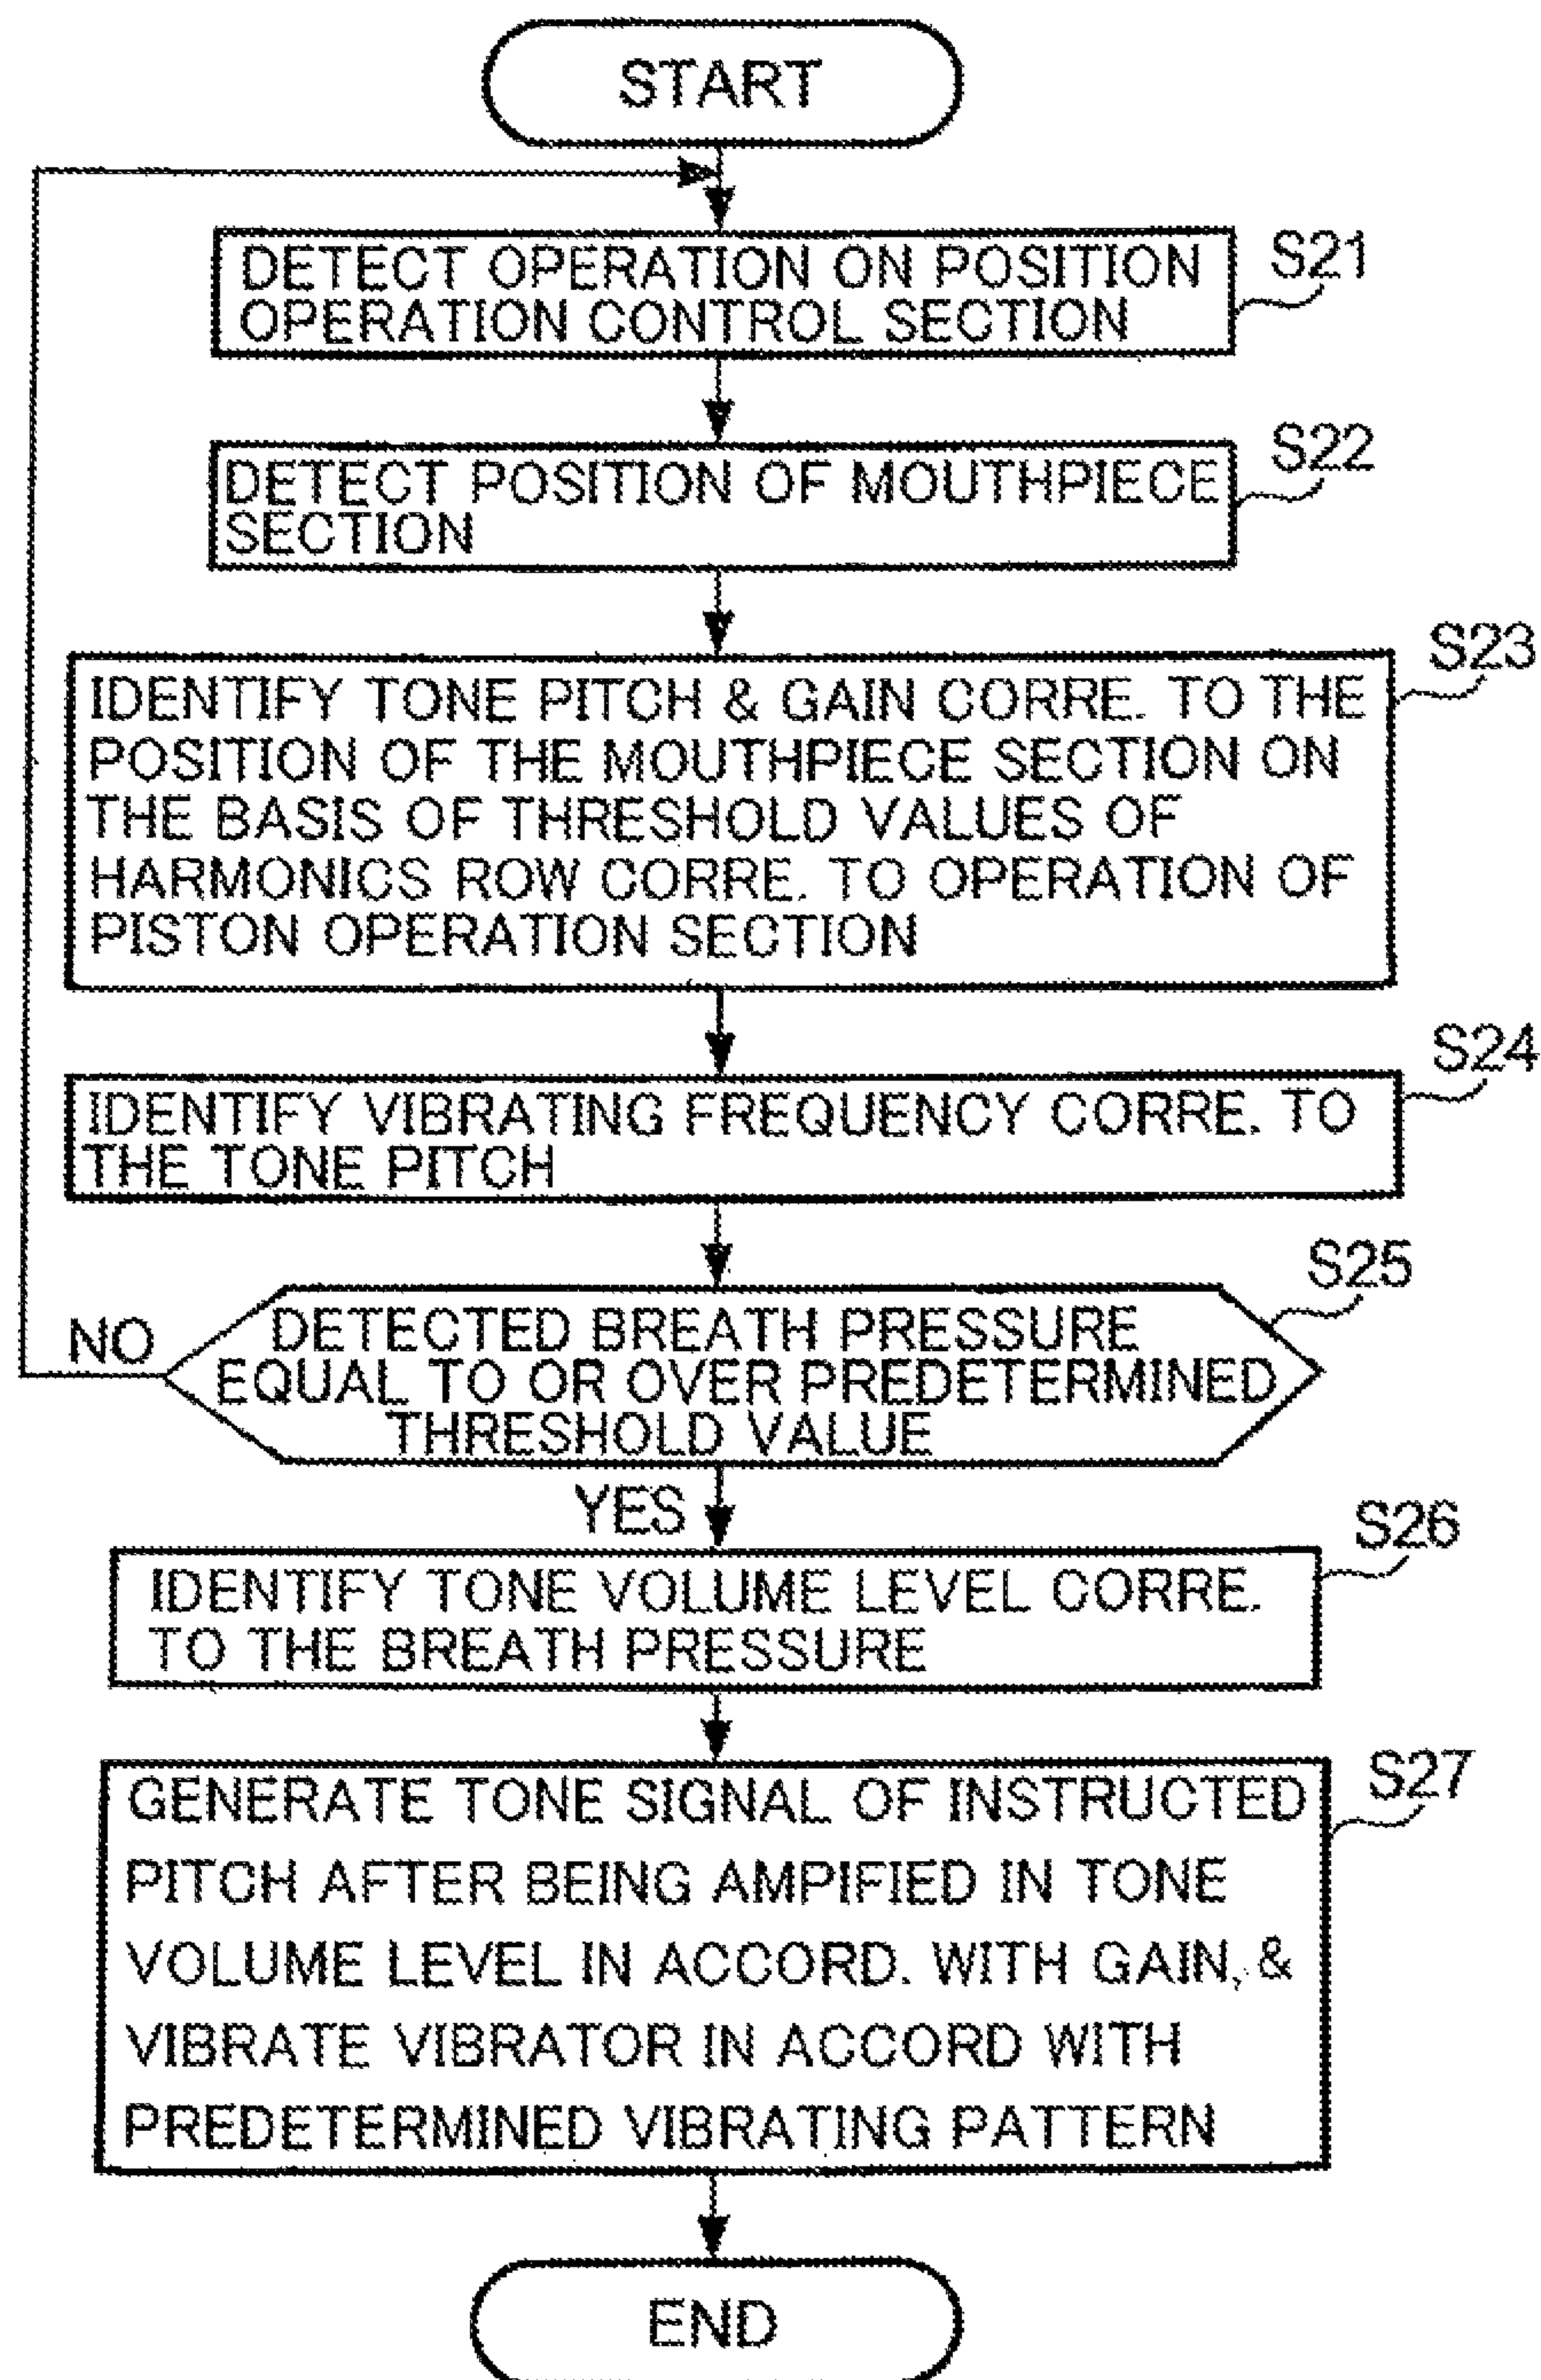 START
DETECT OPERATION ON POSITION
OPERATION CONTROL SECTION
S21
DETECT POSITION OF MOUTHPIECE
SECTION
S22
IDENTIFY TONE PITCH & GAIN CORRE. TO THE
POSITION OF THE MOUTHPIECE SECTION ON
THE BASIS OF THRESHOLD VALUES OF
HARMONICS ROW CORRE. TO OPERATION OF
PISTON OPERATION SECTION
S23
IDENTIFY VIBRATING FREQUENCY CORRE. TO
THE TONE PITCH
S24
DETECTED BREATH PRESSURE
EQUAL TO OR OVER PREDETERMINED
THRESHOLD VALUE
S25
NO
YES
IDENTIFY TONE VOLUME LEVEL CORRE.
TO THE BREATH PRESSURE
S26
GENERATE TONE SIGNAL OF INSTRUCTED
PITCH AFTER BEING AMPIFIED IN TONE
VOLUME LEVEL IN ACCORD. WITH GAIN, &
VIBRATE VIBRATOR IN ACCORD WITH
PREDETERMINED VIBRATING PATTERN
S27
END